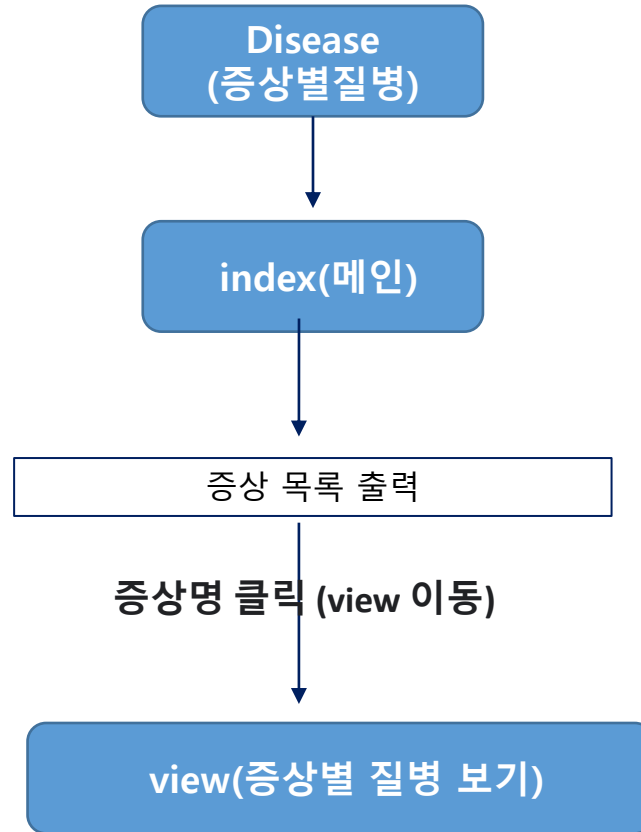 Disease
(증상별질병)
index(메인)
증상 목록 출력
증상명 클릭 (view 이동)
view(증상별 질병 보기)